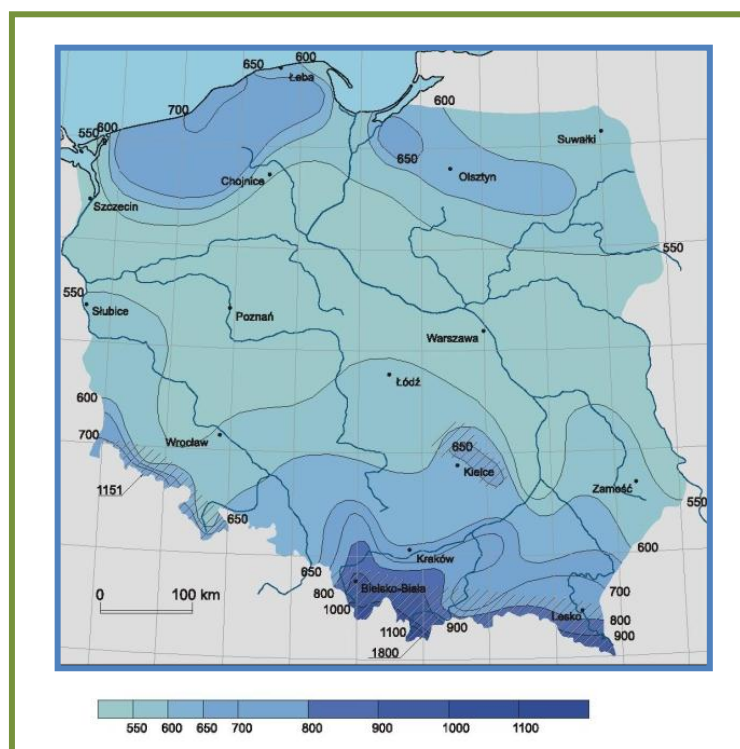 600
650
Łeba
700
600
600
550
Suwałki
650
Olsztyn
Chojnice
Szczecin
550
550
Słubice
Poznań
Warszawa
Łódź
600
700
Wrocław
650
Kielce
1151
Zamość
550
650
600
Kraków
650
800
Bielsko-Biała
1000
700
0 100 km
Lesko
800
1100
900
900
1800
550 600 650 700 800 900 1000 1100